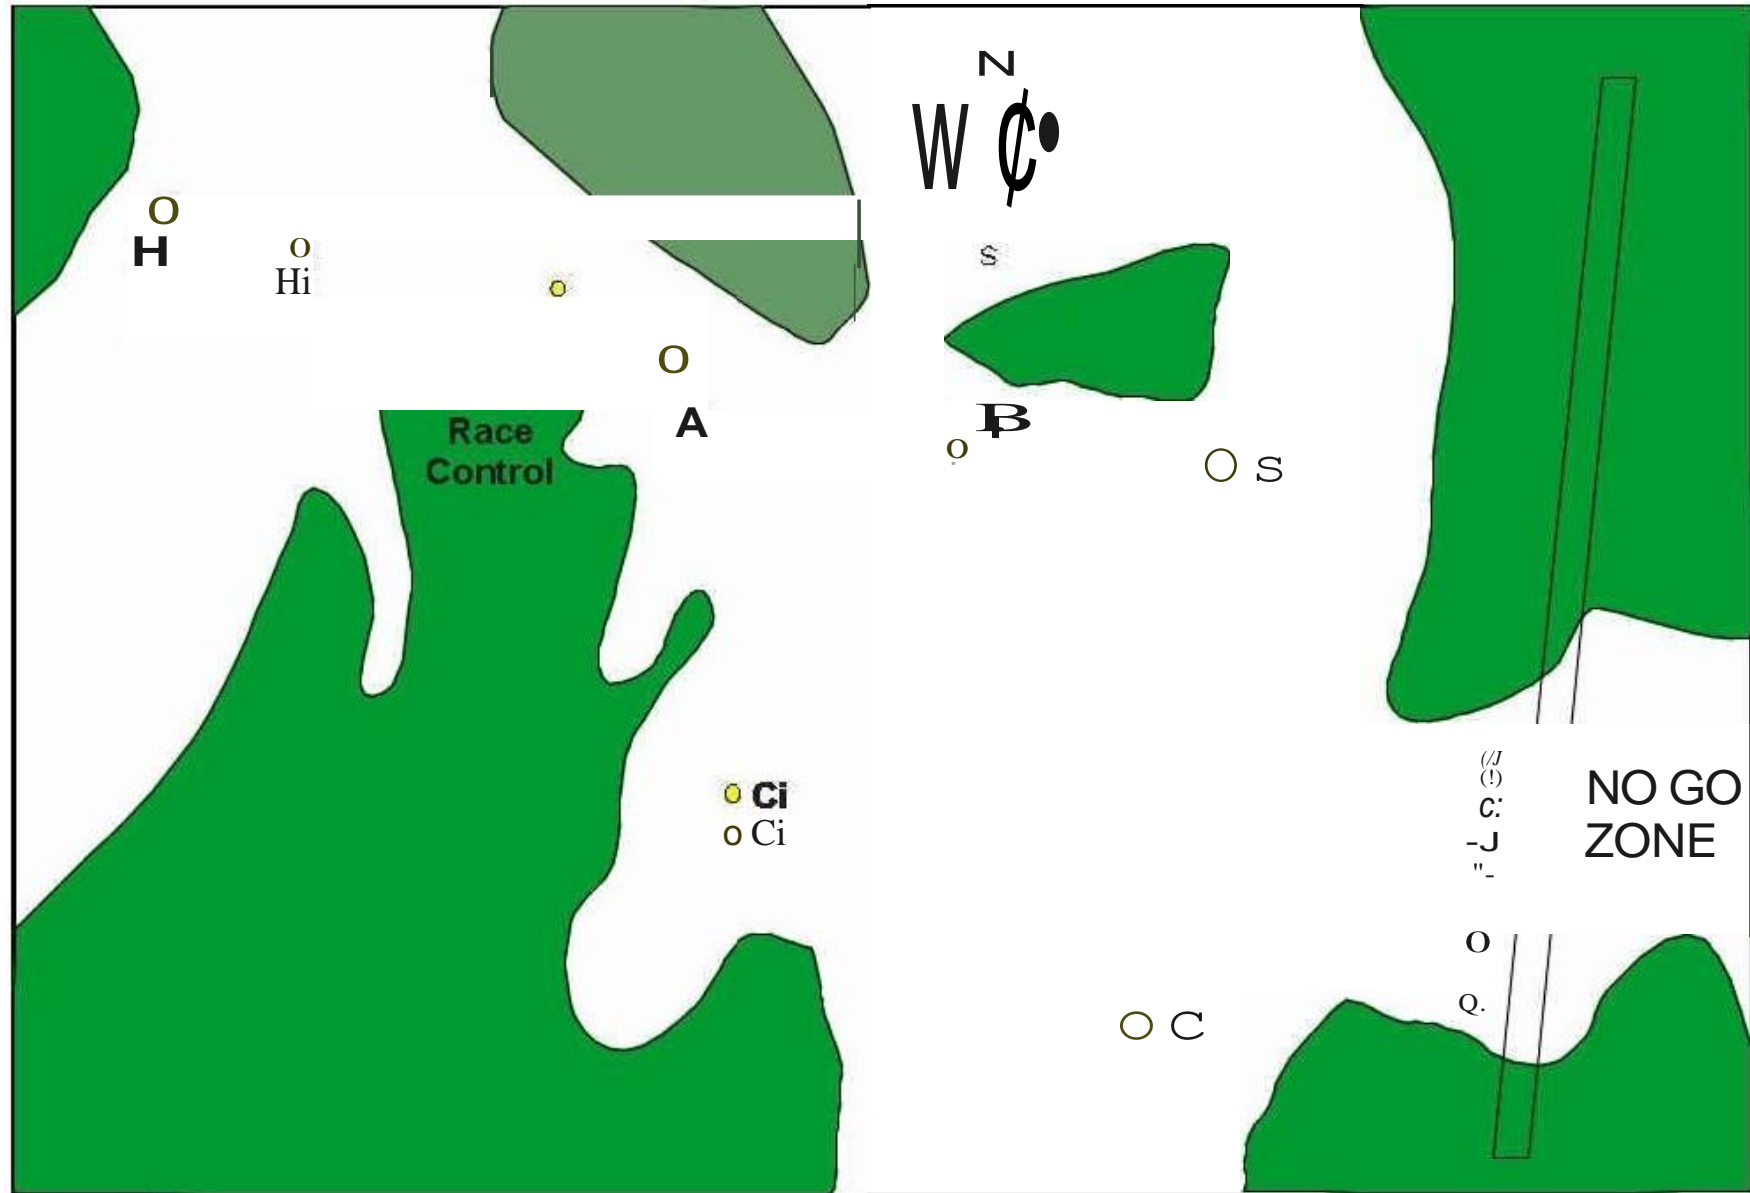 N
W ¢•
S
O
H
o
Hi
O
A
Race
Control
B
o
O S
Ci
o Ci
(/J
(!)
c:
-J
"-
NO GO
ZONE
O
Q.
O C